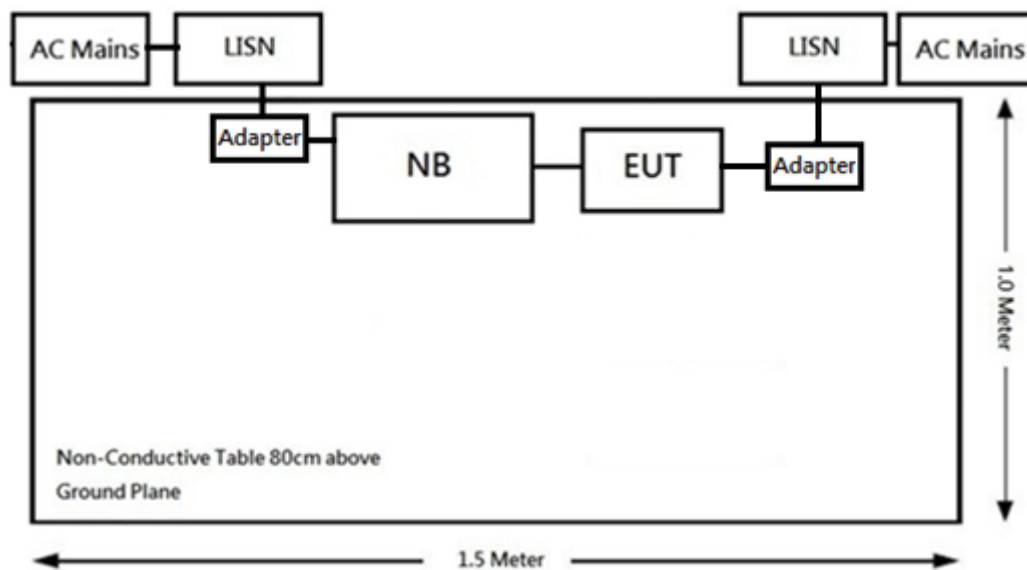 AC Mains
LISN
LISN
AC Mains
Adapter
NB
EUT
Adapter
1.0 Meter
Non-Conductive Table 80cm above
Ground Plane
1.5 Meter